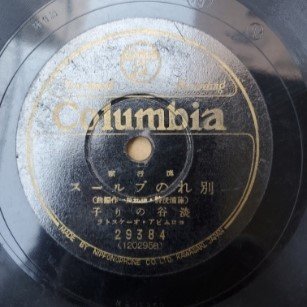 Columbia
流行歌
別れのブルース
淡谷のり子
コロムビア・オーケストラ
29384
(1202956)
MADE BY NIPPONOPHONE CO. LTD. KAWASAKI, JAPAN